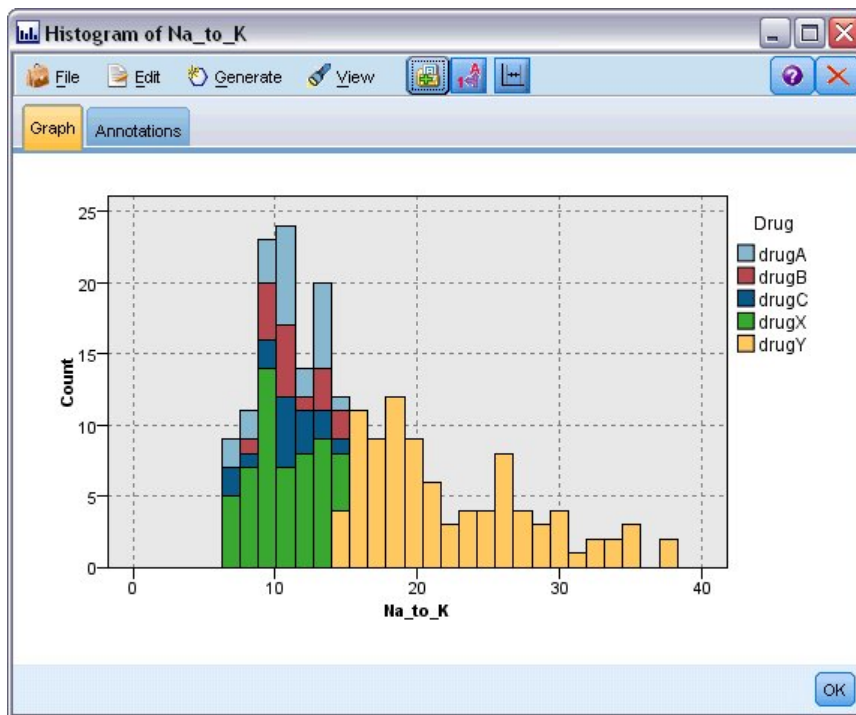 Histogram of Na_to_K
File Edit Generate View
Graph Annotations
Drug
drugA
drugB
drugC
drugX
drugY
Count
25
20
15
10
5
0
0 10 20 30 40
Na_to_K
OK